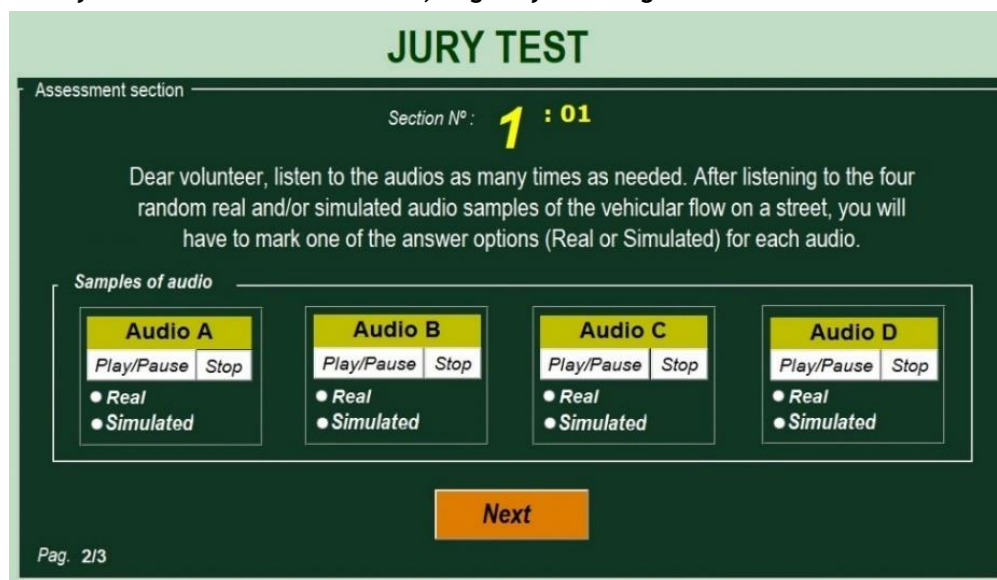 JURY TEST
Assessment section
Section Nº : 1 : 01
Dear volunteer, listen to the audios as many times as needed. After listening to the four
random real and/or simulated audio samples of the vehicular flow on a street, you will
have to mark one of the answer options (Real or Simulated) for each audio.
Samples of audio
Audio A
Play/Pause Stop
Real
Simulated
Audio B
Play/Pause Stop
Real
Simulated
Audio C
Play/Pause Stop
Real
Simulated
Audio D
Play/Pause Stop
Real
Simulated
Next
Pag. 2/3